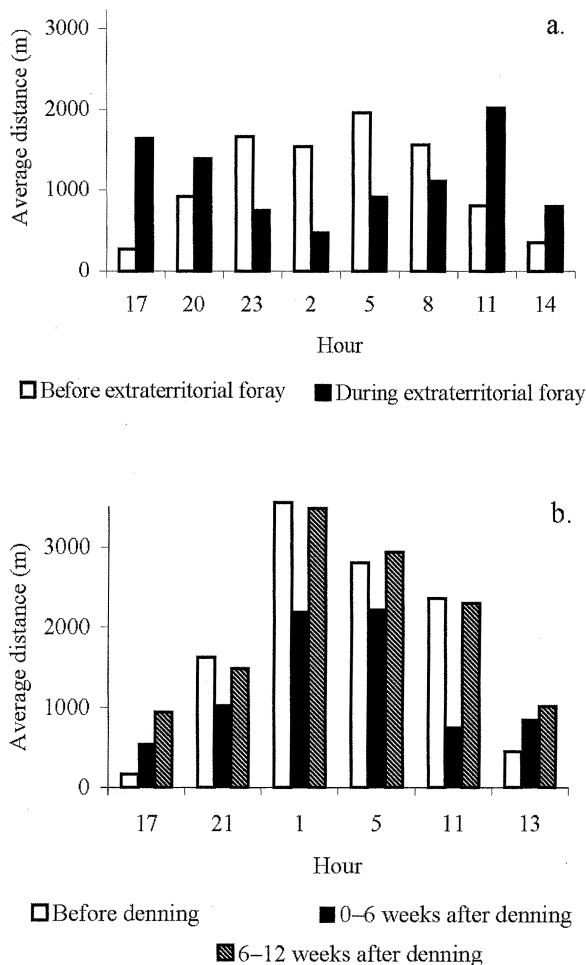 a.
Average distance (m)
3000
2000
1000
0
17 20 23 2 5 8 11 14
Hour
Before extraterritorial foray During extraterritorial foray
b.
Average distance (m)
3000
2000
1000
0
17 21 1 5 11 13
Hour
Before denning 0–6 weeks after denning
6–12 weeks after denning